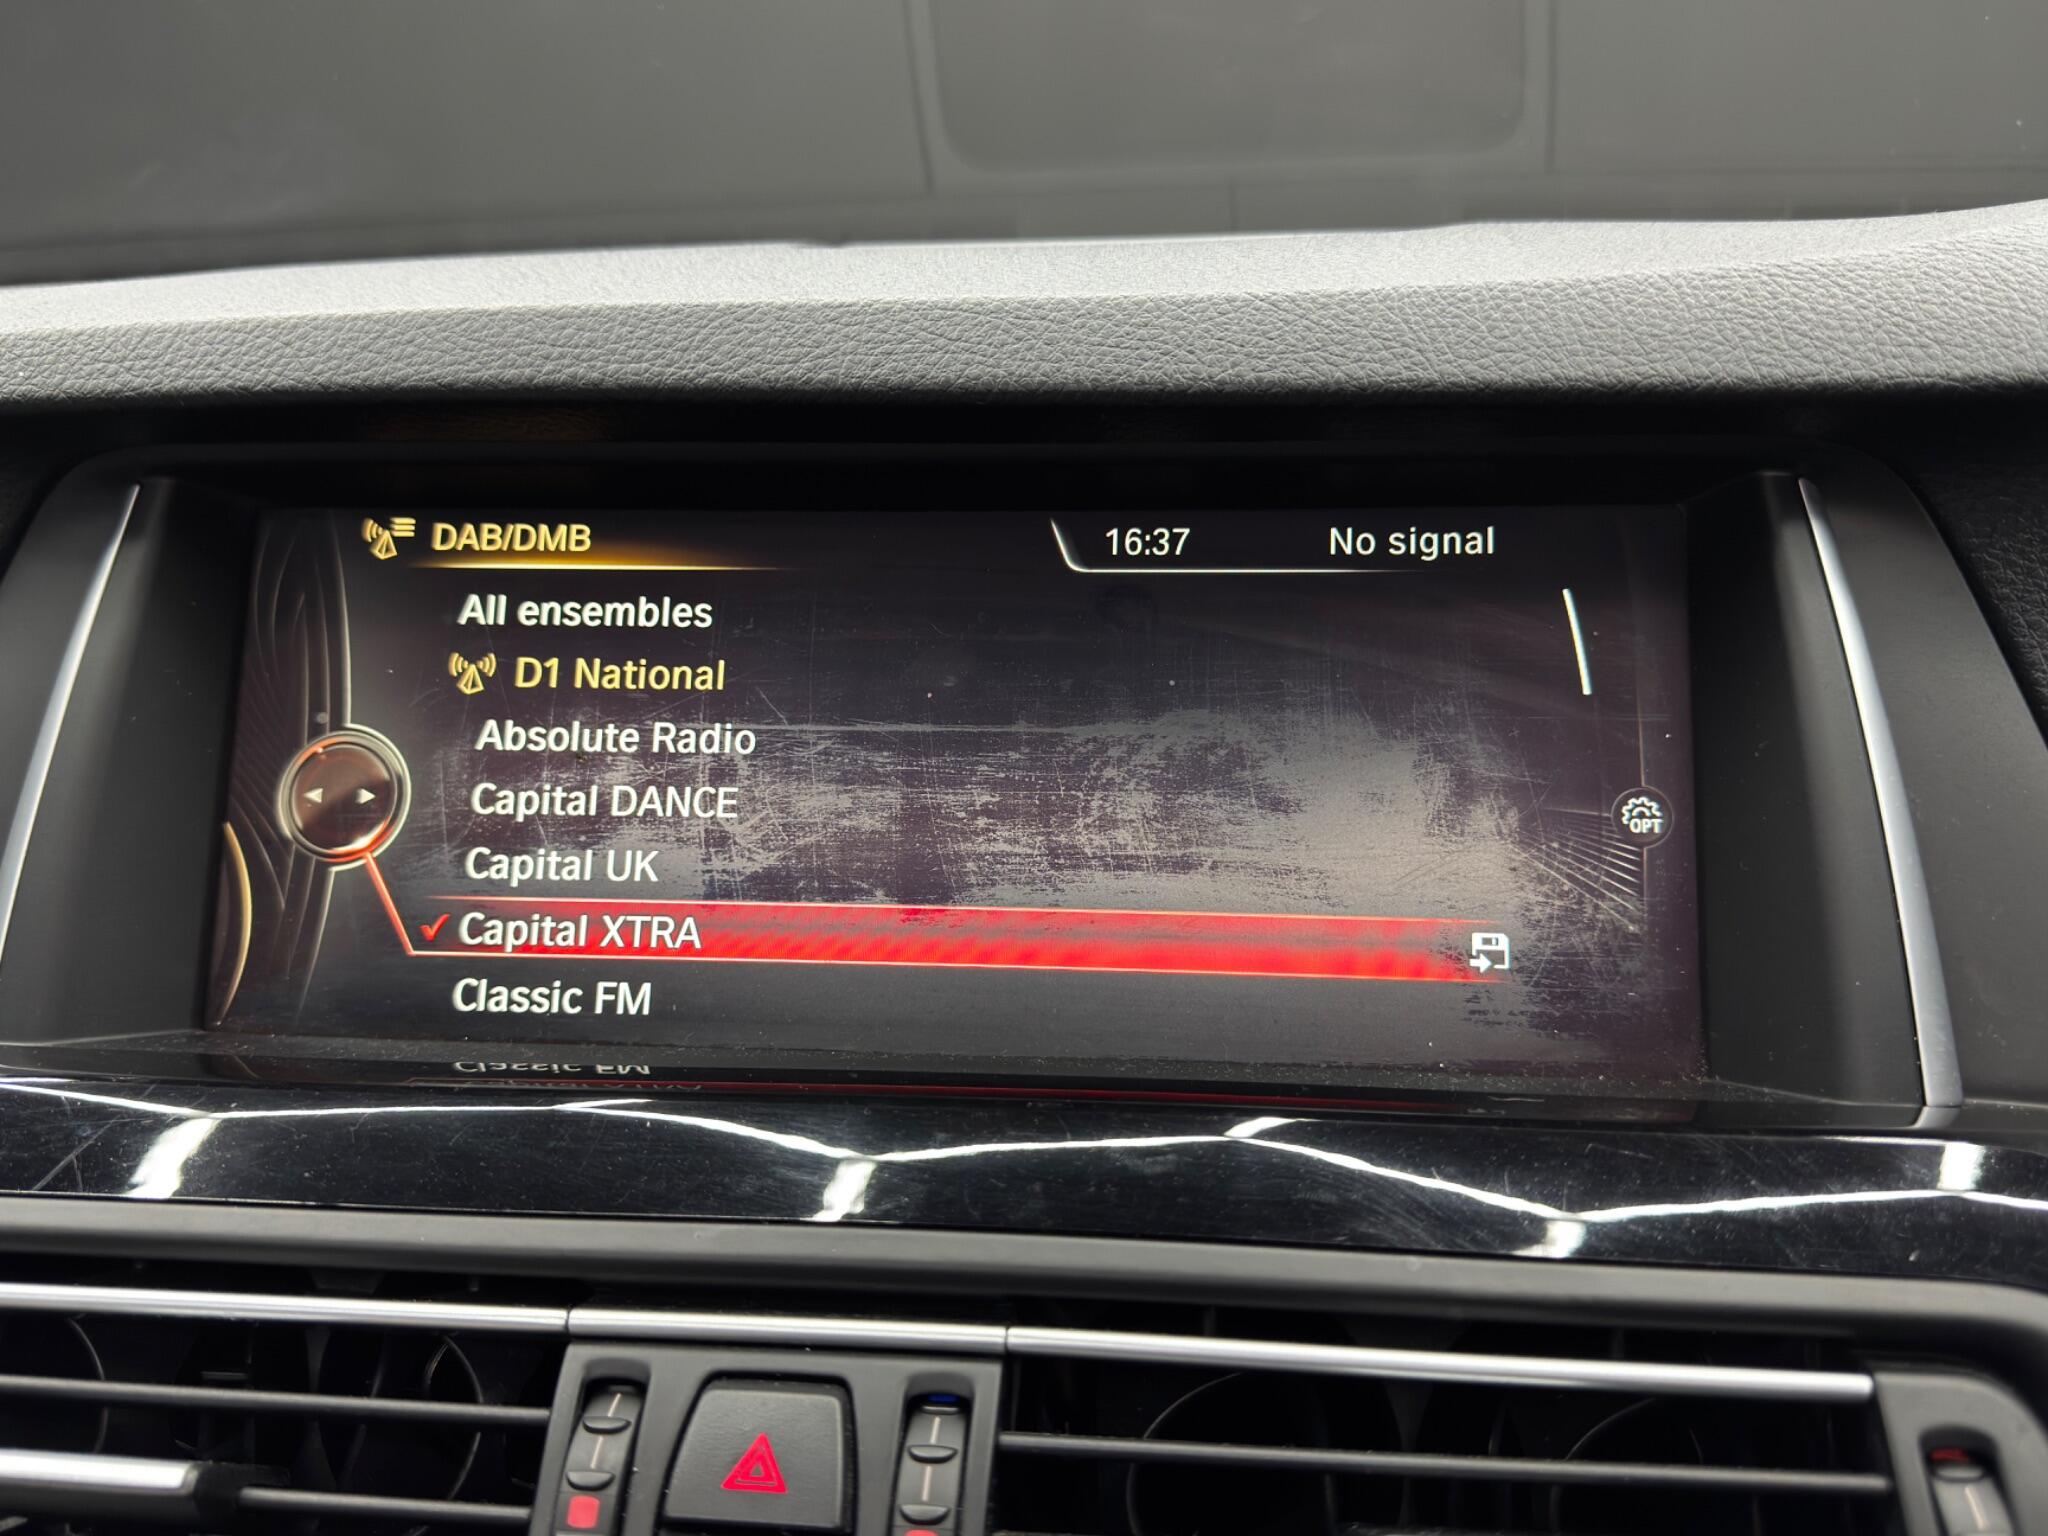 DAB/DMB
16:37
No signal
All ensembles
D1 National
Absolute Radio
Capital DANCE
Capital UK
✓ Capital XTRA
Classic FM
OPT